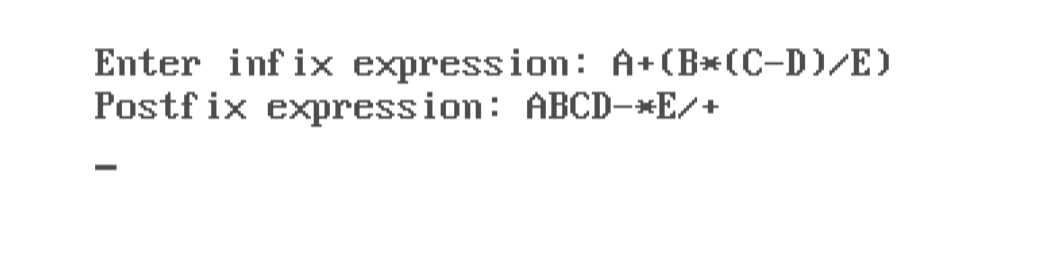 Enter infix expression: A+(B*(C-D)/E)
Postfix expression: ABCD-*E/+
_